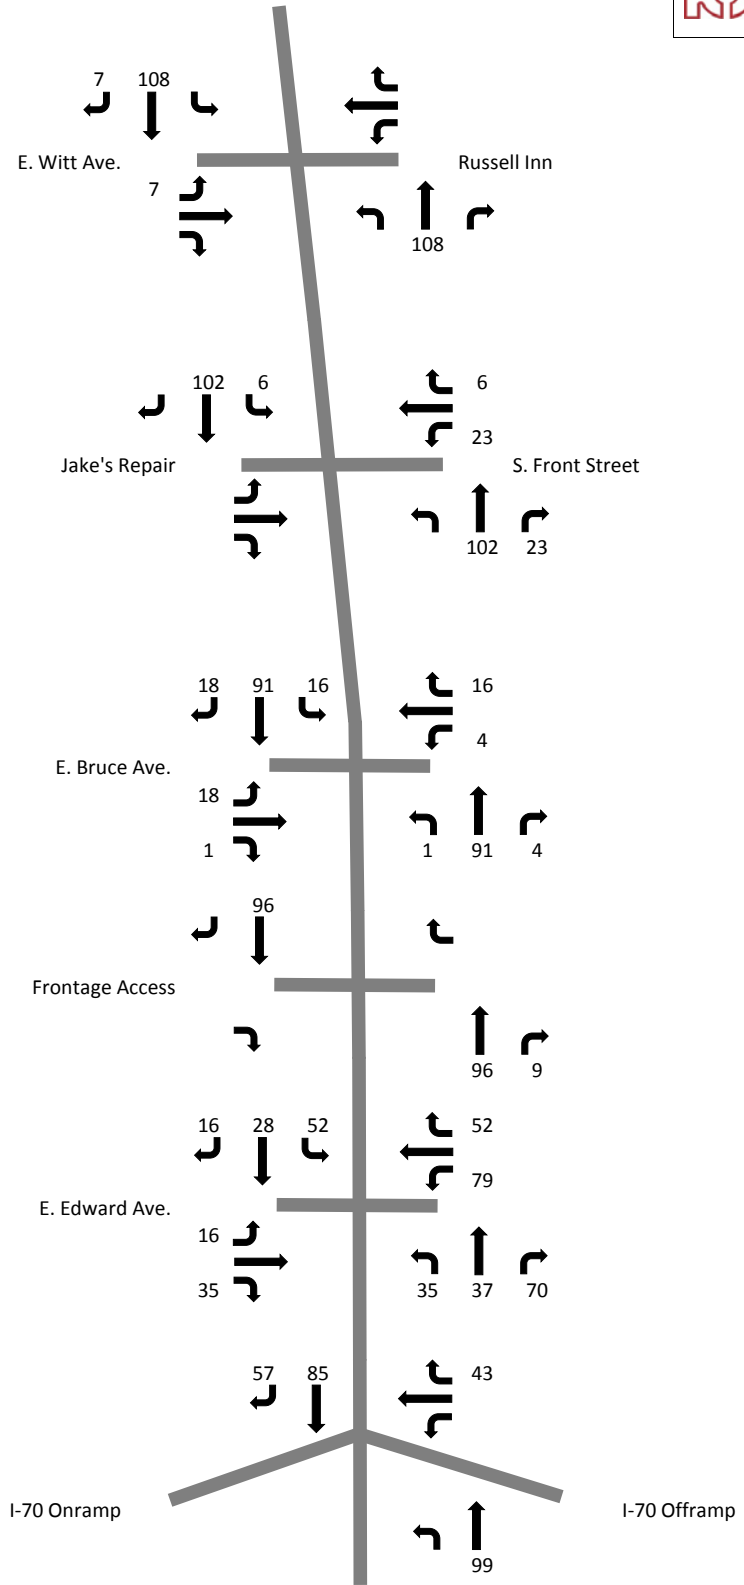 7 108
E. Witt Ave. Russell Inn
7
108
102 6 6
23
Jake's Repair S. Front Street
102 23
18 91 16 16
4
E. Bruce Ave.
18
1 1 91 4
96
Frontage Access
96 9
16 28 52 52
79
E. Edward Ave.
16
35 35 37 70
57 85 43
I-70 Onramp I-70 Offramp
99